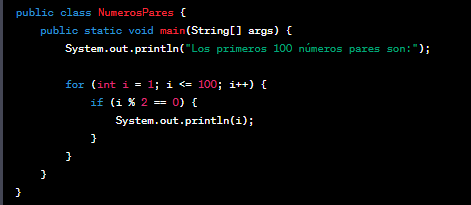 public class NumerosPares {
public static void main(String[] args) {
System.out.println("Los primeros 100 números pares son:");
for (int i = 1; i <= 100; i++) {
if (i % 2 == 0) {
System.out.println(i);
}
}
}
}